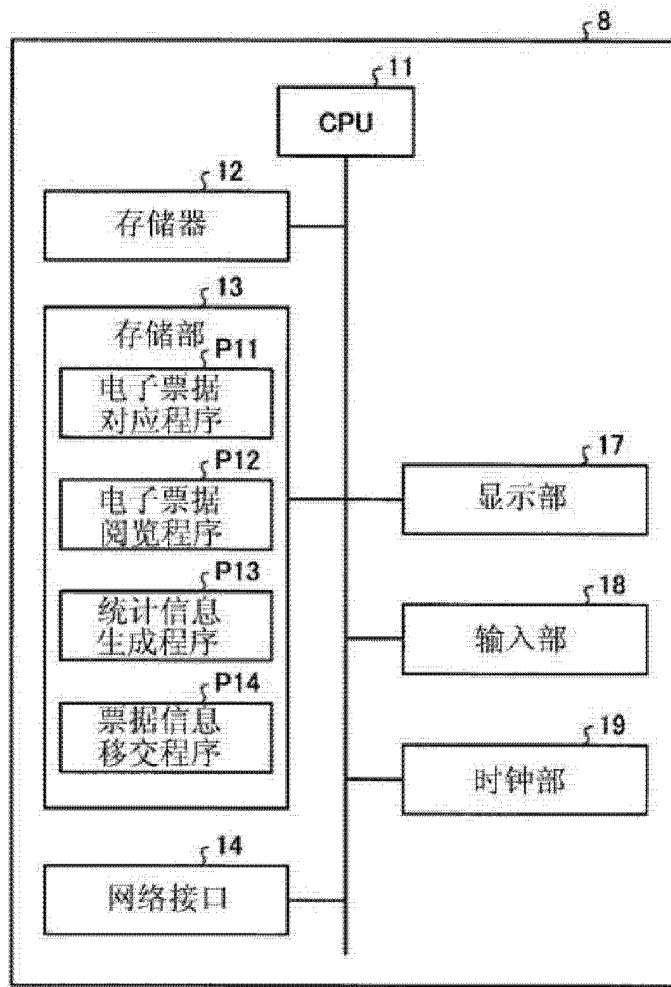 8
11
CPU
12
存储器
13
存储部
P11
电子票据
对应程序
P12
电子票据
阅览程序
P13
统计信息
生成程序
P14
票据信息
移交程序
14
网络接口
17
显示部
18
输入部
19
时钟部